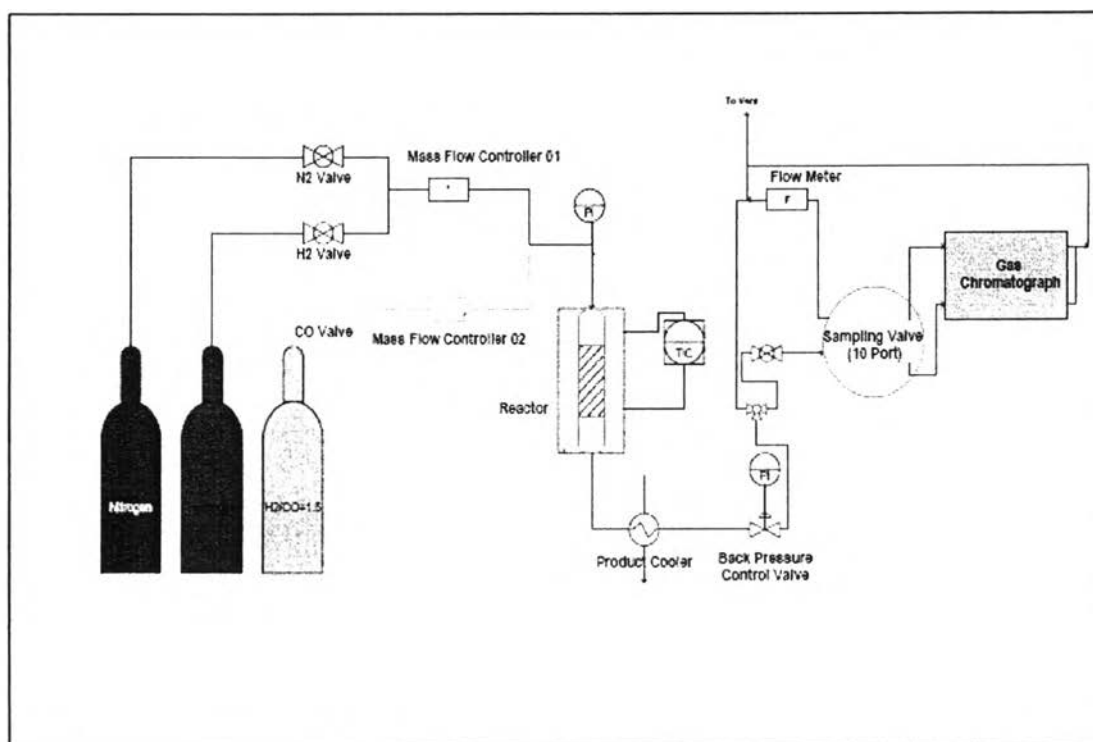 To Vent
Mass Flow Controller 01
N2 Valve
Flow Meter
F
PI
H2 Valve
Gas
Chromatograph
CO Valve
Mass Flow Controller 02
TIC
Sampling Valve
(10 Port)
Reactor
PI
Nitrogen
H2/CO=1.5
Product Cooler
Back Pressure
Control Valve